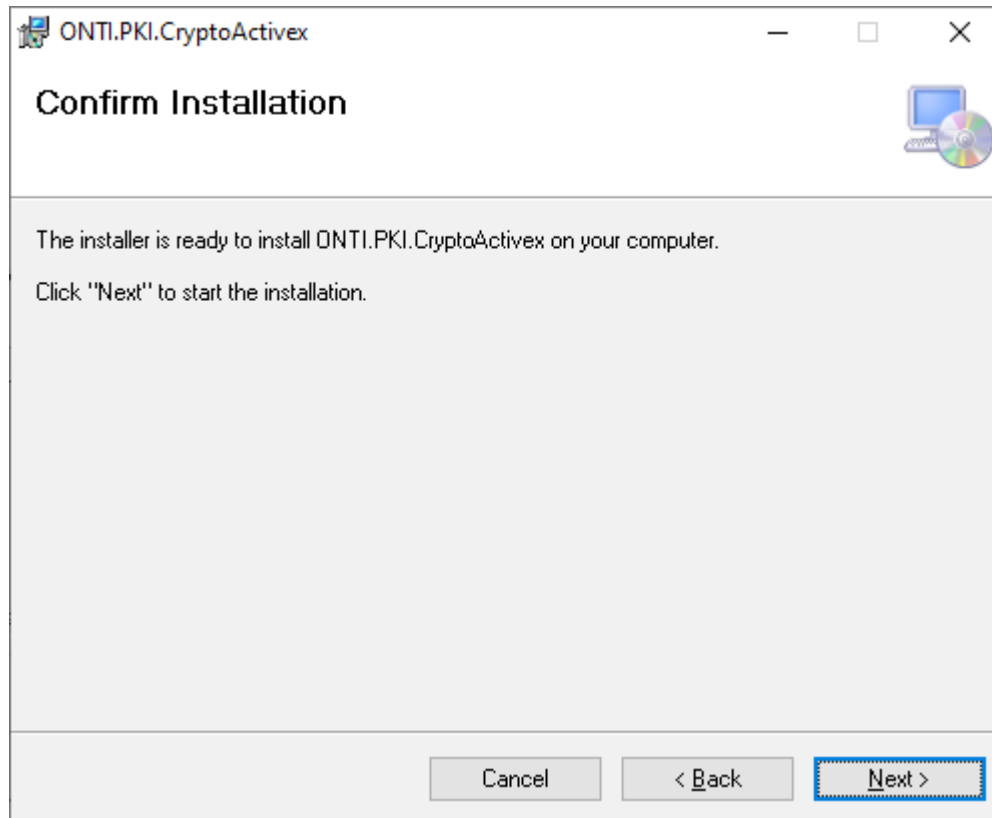 ONTI.PKI.CryptoActivex
Confirm Installation
The installer is ready to install ONTI.PKI.CryptoActivex on your computer.
Click "Next" to start the installation.
Cancel
< Back
Next >